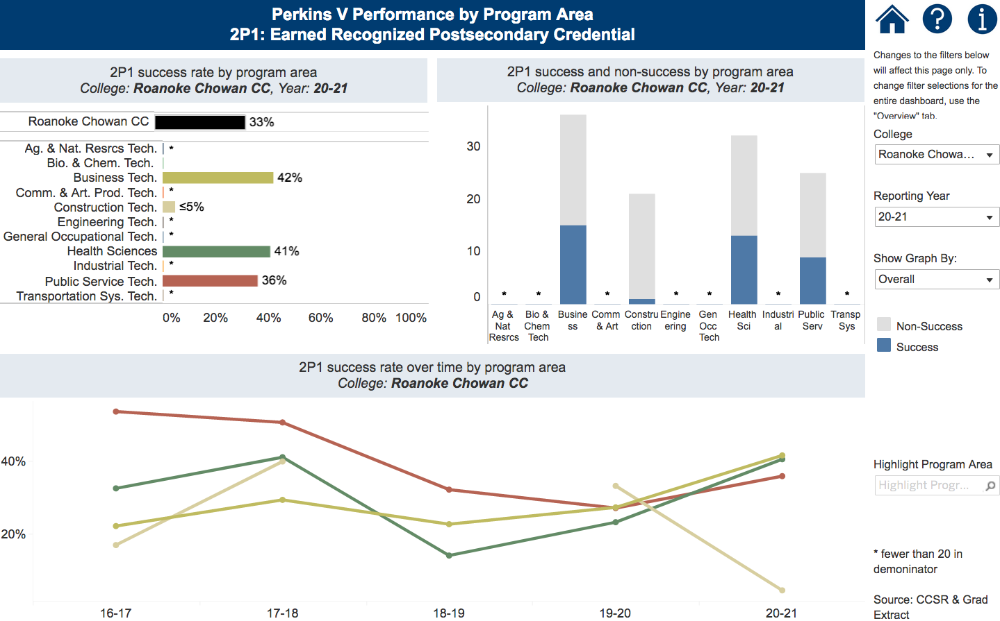 Perkins V Performance by Program Area
2P1: Earned Recognized Postsecondary Credential
2P1 success rate by program area
College: Roanoke Chowan CC, Year: 20-21
Roanoke Chowan CC 33%
Ag. & Nat. Resrcs Tech. *
Bio. & Chem. Tech.
Business Tech. 42%
Comm. & Art. Prod. Tech. *
Construction Tech. ≤5%
Engineering Tech. *
General Occupational Tech. *
Health Sciences 41%
Industrial Tech. *
Public Service Tech. 36%
Transportation Sys. Tech. *
0% 20% 40% 60% 80% 100%
2P1 success and non-success by program area
College: Roanoke Chowan CC, Year: 20-21
30
20
10
0
* * * * * * *
Ag & Bio & Busine Comm Constru Engine Gen Health Industri Public Transp
Nat Chem ss & Art ction ering Occ Sci al Serv Sys
Resrcs Tech Tech
2P1 success rate over time by program area
College: Roanoke Chowan CC
40%
20%
16-17 17-18 18-19 19-20 20-21
Changes to the filters below
will affect this page only. To
change filter selections for the
entire dashboard, use the
"Overview" tab.
College
Roanoke Chowa...
Reporting Year
20-21
Show Graph By:
Overall
Non-Success
Success
Highlight Program Area
Highlight Progr...
* fewer than 20 in
demoninator
Source: CCSR & Grad
Extract